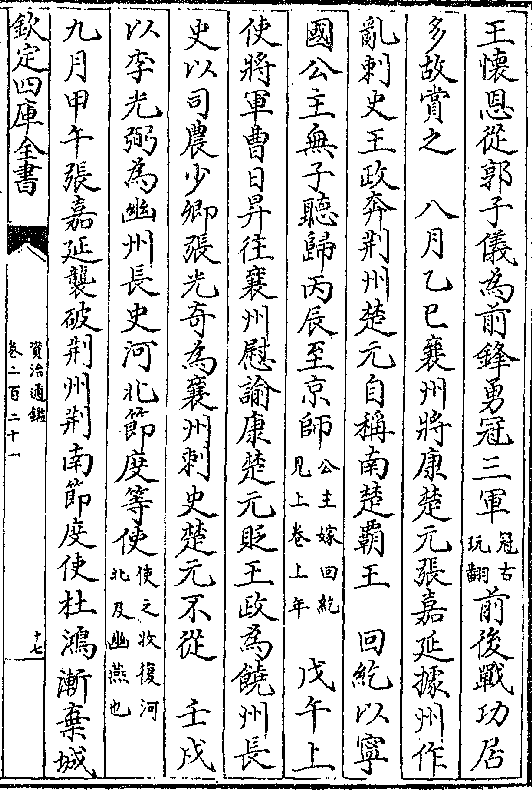 王懷恩從郭子儀為前鋒勇冠三軍冠古玩翻前後戰功居
多故賞之　八月乙巳襄州將康楚元張嘉延據州作
亂刺史王政奔荆州楚元自稱南楚霸王　回紇以寧
國公主無子聽歸丙辰至京師公主嫁回紇見上卷上年　戊午上
使將軍曹日昇往襄州慰諭康楚元貶王政為饒州長
史以司農少卿張光奇為襄州刺史楚元不從　壬戌
以李光弼為幽州長史河北節度等使使之收復河北及幽燕也
九月甲午張嘉延襲破荆州荆南節度使杜鴻漸棄城
欽定四庫全書
資治通鑑
卷二百二十一
十七